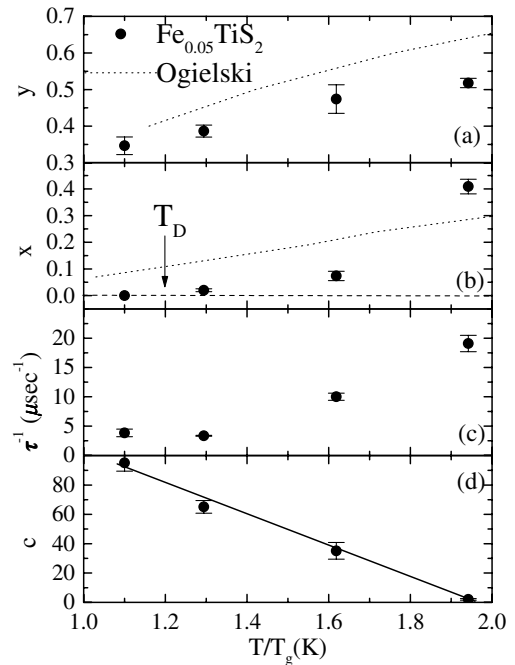 0.7
Fe₀.₀₅TiS₂
0.6
Ogielski
y
0.5
0.4
(a)
0.3
0.4
T_D
0.3
x
0.2
0.1
(b)
0.0
20
15
τ⁻¹ (μsec⁻¹)
10
5
(c)
0
80
(d)
60
c
40
20
0
1.0 1.2 1.4 1.6 1.8 2.0
T/T_g(K)